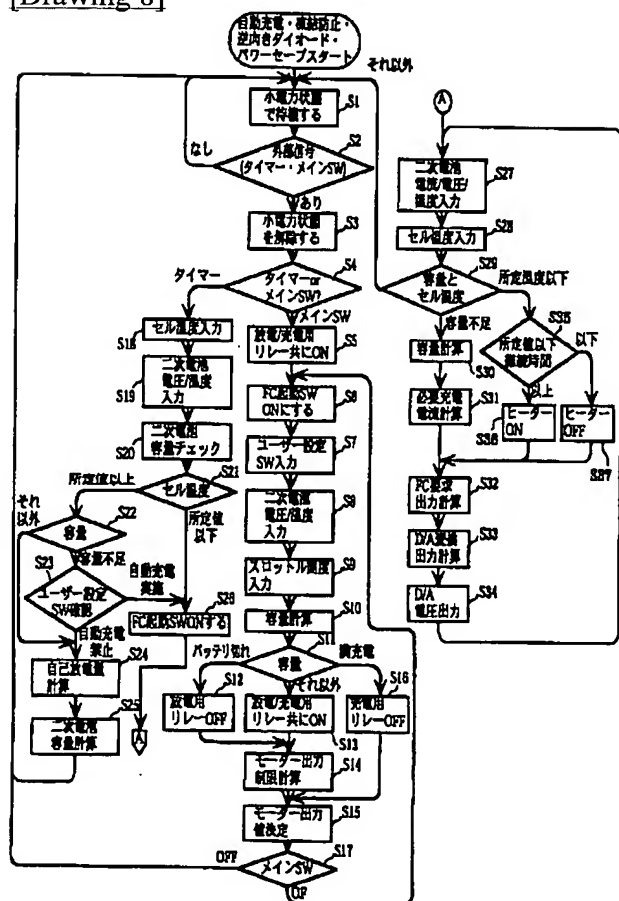 [Drawing 8]
自動充電・凍結防止・
逆向きダイオード・
パワーセーブスタート
それ以外
小電力状態
で待機する
S1
なし
外部信号
(タイマー・メインSW)
S2
あり
小電力状態
を解除する
S3
タイマー
タイマーor
メインSW?
S4
メインSW
放電/充電用
リレー共にON
S5
FC起動SW
ONにする
S6
ユーザー設定
SW入力
S7
二次電池
電圧/温度
入力
S8
スロットル開度
入力
S9
容量計算
S10
容量
S11
バッテリ切れ
それ以外
満充電
放電用
リレーOFF
S12
放電/充電用
リレー共にON
S13
充電用
リレーOFF
S16
モーター出力
制限計算
S14
モーター出力
値決定
S15
メインSW
S17
OFF
セル温度入力
S18
二次電池
電圧/温度
入力
S19
二次電池
容量チェック
S20
セル温度
S21
所定値以上
所定値
以下
容量
S22
それ
以外
容量不足
ユーザー設定
SW確認
S23
自動充電
実施
自動充電
禁止
自己放電量
計算
S24
二次電池
容量計算
S25
FC起動SWONする
S26
A
A
二次電池
電流/電圧/
温度入力
S27
セル温度入力
S28
容量と
セル温度
S29
所定温度以下
容量不足
容量計算
S30
必要充電
電流計算
S31
所定値以下
継続時間
S35
以上
以下
ヒーター
ON
S36
ヒーター
OFF
S37
FC要求
出力計算
S32
D/A変換
出力計算
S33
D/A
電圧出力
S34